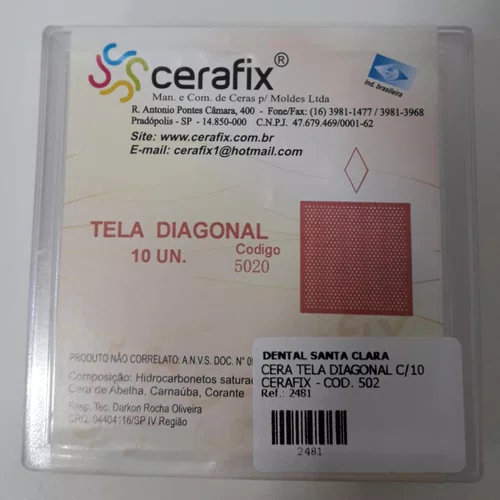 cerafix®
Ind. brasileira
Man. e Com. de Ceras p/ Moldes Ltda
R. Antonio Pontes Câmara, 400 - Fone/Fax: (16) 3981-1477 / 3981-3968
Pradópolis - SP - 14.850-000 C.N.P.J. 47.679.469/0001-62
Site: www.cerafix.com.br
E-mail: cerafix1@hotmail.com
TELA DIAGONAL
10 UN.
Codigo
5020
PRODUTO NÃO CORRELATO: A.N.V.S. DOC. N°
Composição: Hidrocarbonetos
Cera de Abelha, Carnaúba, Corante
Resp. Tec. Darkon Rocha Oliveira
CRQ. 04404116/SP IV Região
DENTAL SANTA CLARA
CERA TELA DIAGONAL C/10
CERAFIX - COD. 502
Ref.: 2481
2481